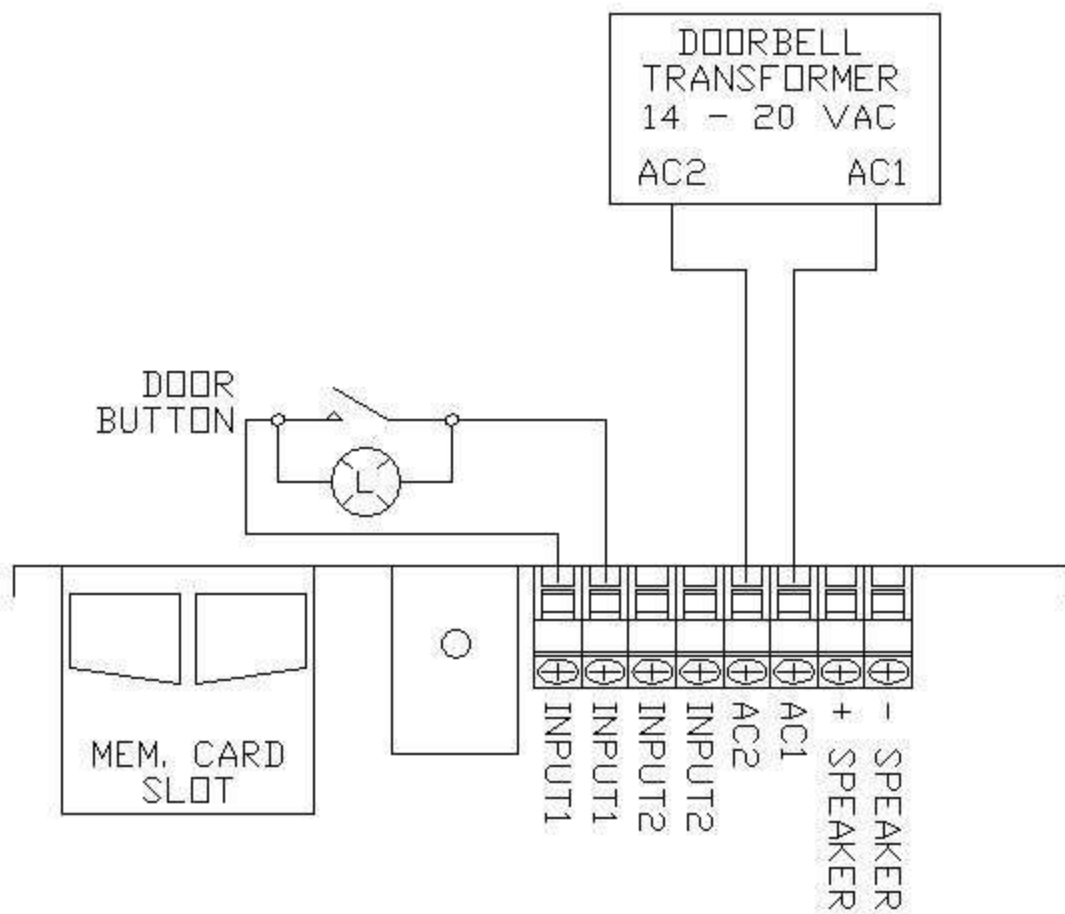 DOORBELL
TRANSFORMER
14 - 20 VAC
AC2 AC1
DOOR
BUTTON
L
MEM. CARD
SLOT
INPUT1
INPUT1
INPUT2
INPUT2
AC2
AC1
+ SPEAKER
- SPEAKER